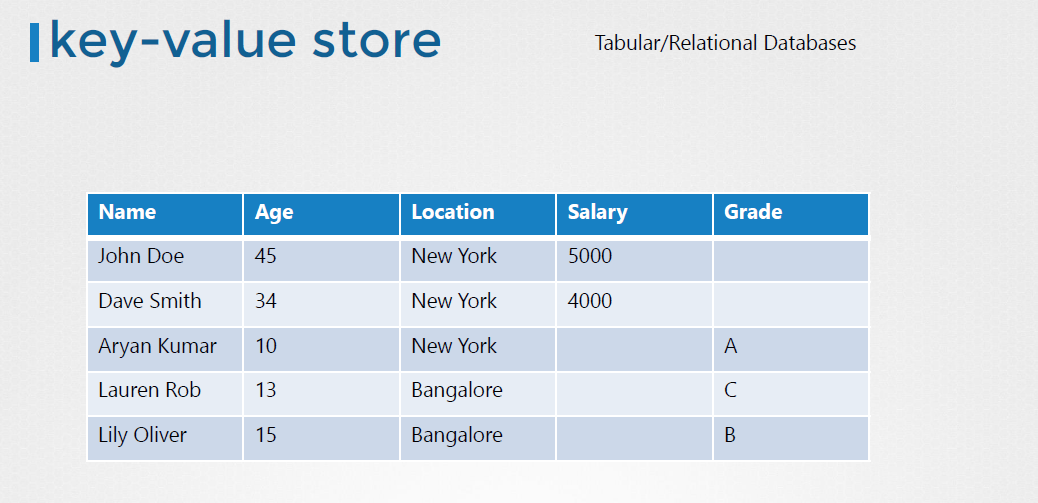 key-value store
Tabular/Relational Databases
Name Age Location Salary Grade
John Doe 45 New York 5000
Dave Smith 34 New York 4000
Aryan Kumar 10 New York A
Lauren Rob 13 Bangalore C
Lily Oliver 15 Bangalore B